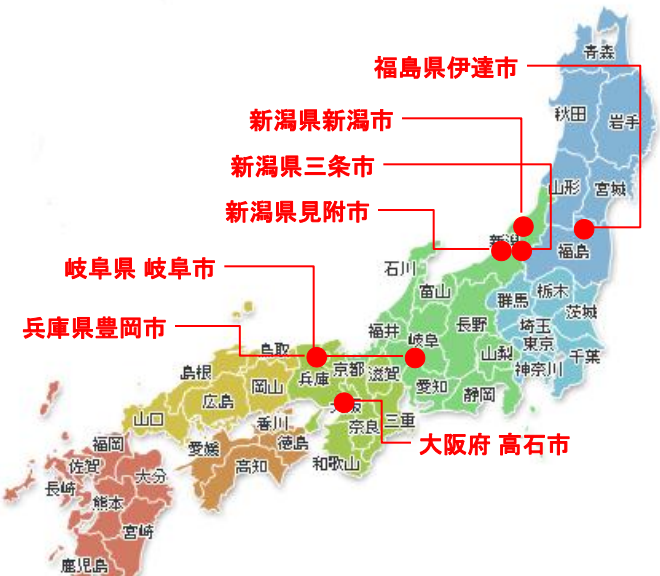 青森
福島県伊達市
秋田
岩手
新潟県新潟市
新潟県三条市
山形
宮城
新潟県見附市
新潟
福島
石川
岐阜県 岐阜市
富山
群馬
栃木
茨城
兵庫県豊岡市
福井
岐阜
長野
埼玉
東京
鳥取
京都
滋賀
山梨
千葉
神奈川
島根
岡山
兵庫
愛知
静岡
広島
山口
香川
奈良
三重
福岡
愛媛
徳島
大阪府 高石市
佐賀
大分
高知
和歌山
長崎
熊本
宮崎
鹿児島